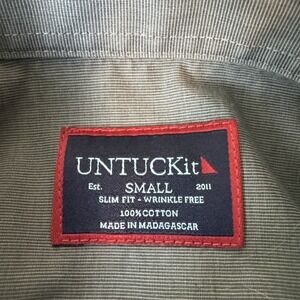 UNTUCKit
Est. SMALL 2011
SLIM FIT - WRINKLE FREE
100% COTTON
MADE IN MADAGASCAR